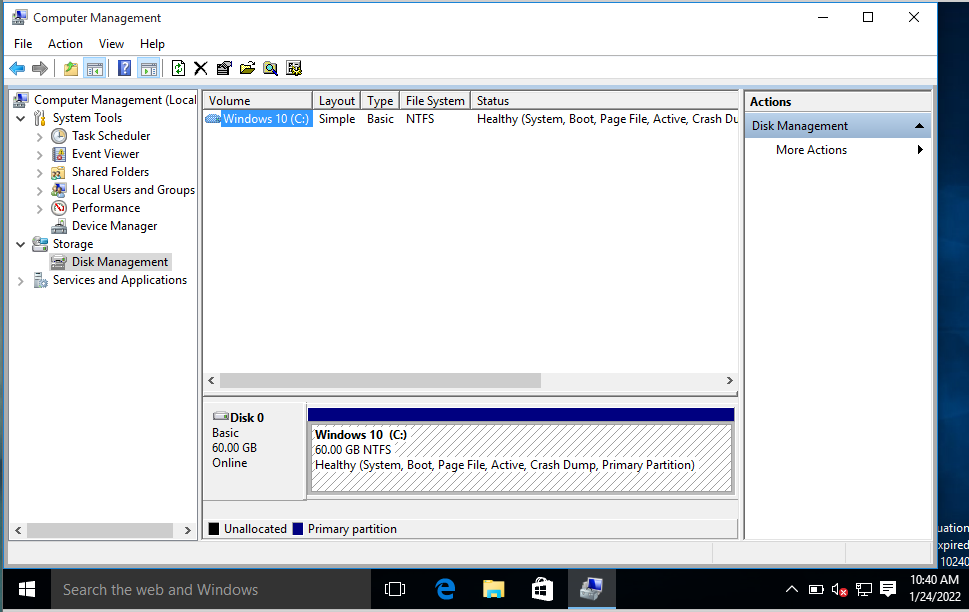 Computer Management
File Action View Help
Computer Management (Local
System Tools
Task Scheduler
Event Viewer
Shared Folders
Local Users and Groups
Performance
Device Manager
Storage
Disk Management
Services and Applications
Volume Layout Type File System Status
Windows 10 (C:) Simple Basic NTFS Healthy (System, Boot, Page File, Active, Crash Du
Disk 0
Basic
60.00 GB
Online
Windows 10 (C:)
60.00 GB NTFS
Healthy (System, Boot, Page File, Active, Crash Dump, Primary Partition)
Unallocated Primary partition
Actions
Disk Management
More Actions
uation
xpired
10240
Search the web and Windows
10:40 AM
1/24/2022